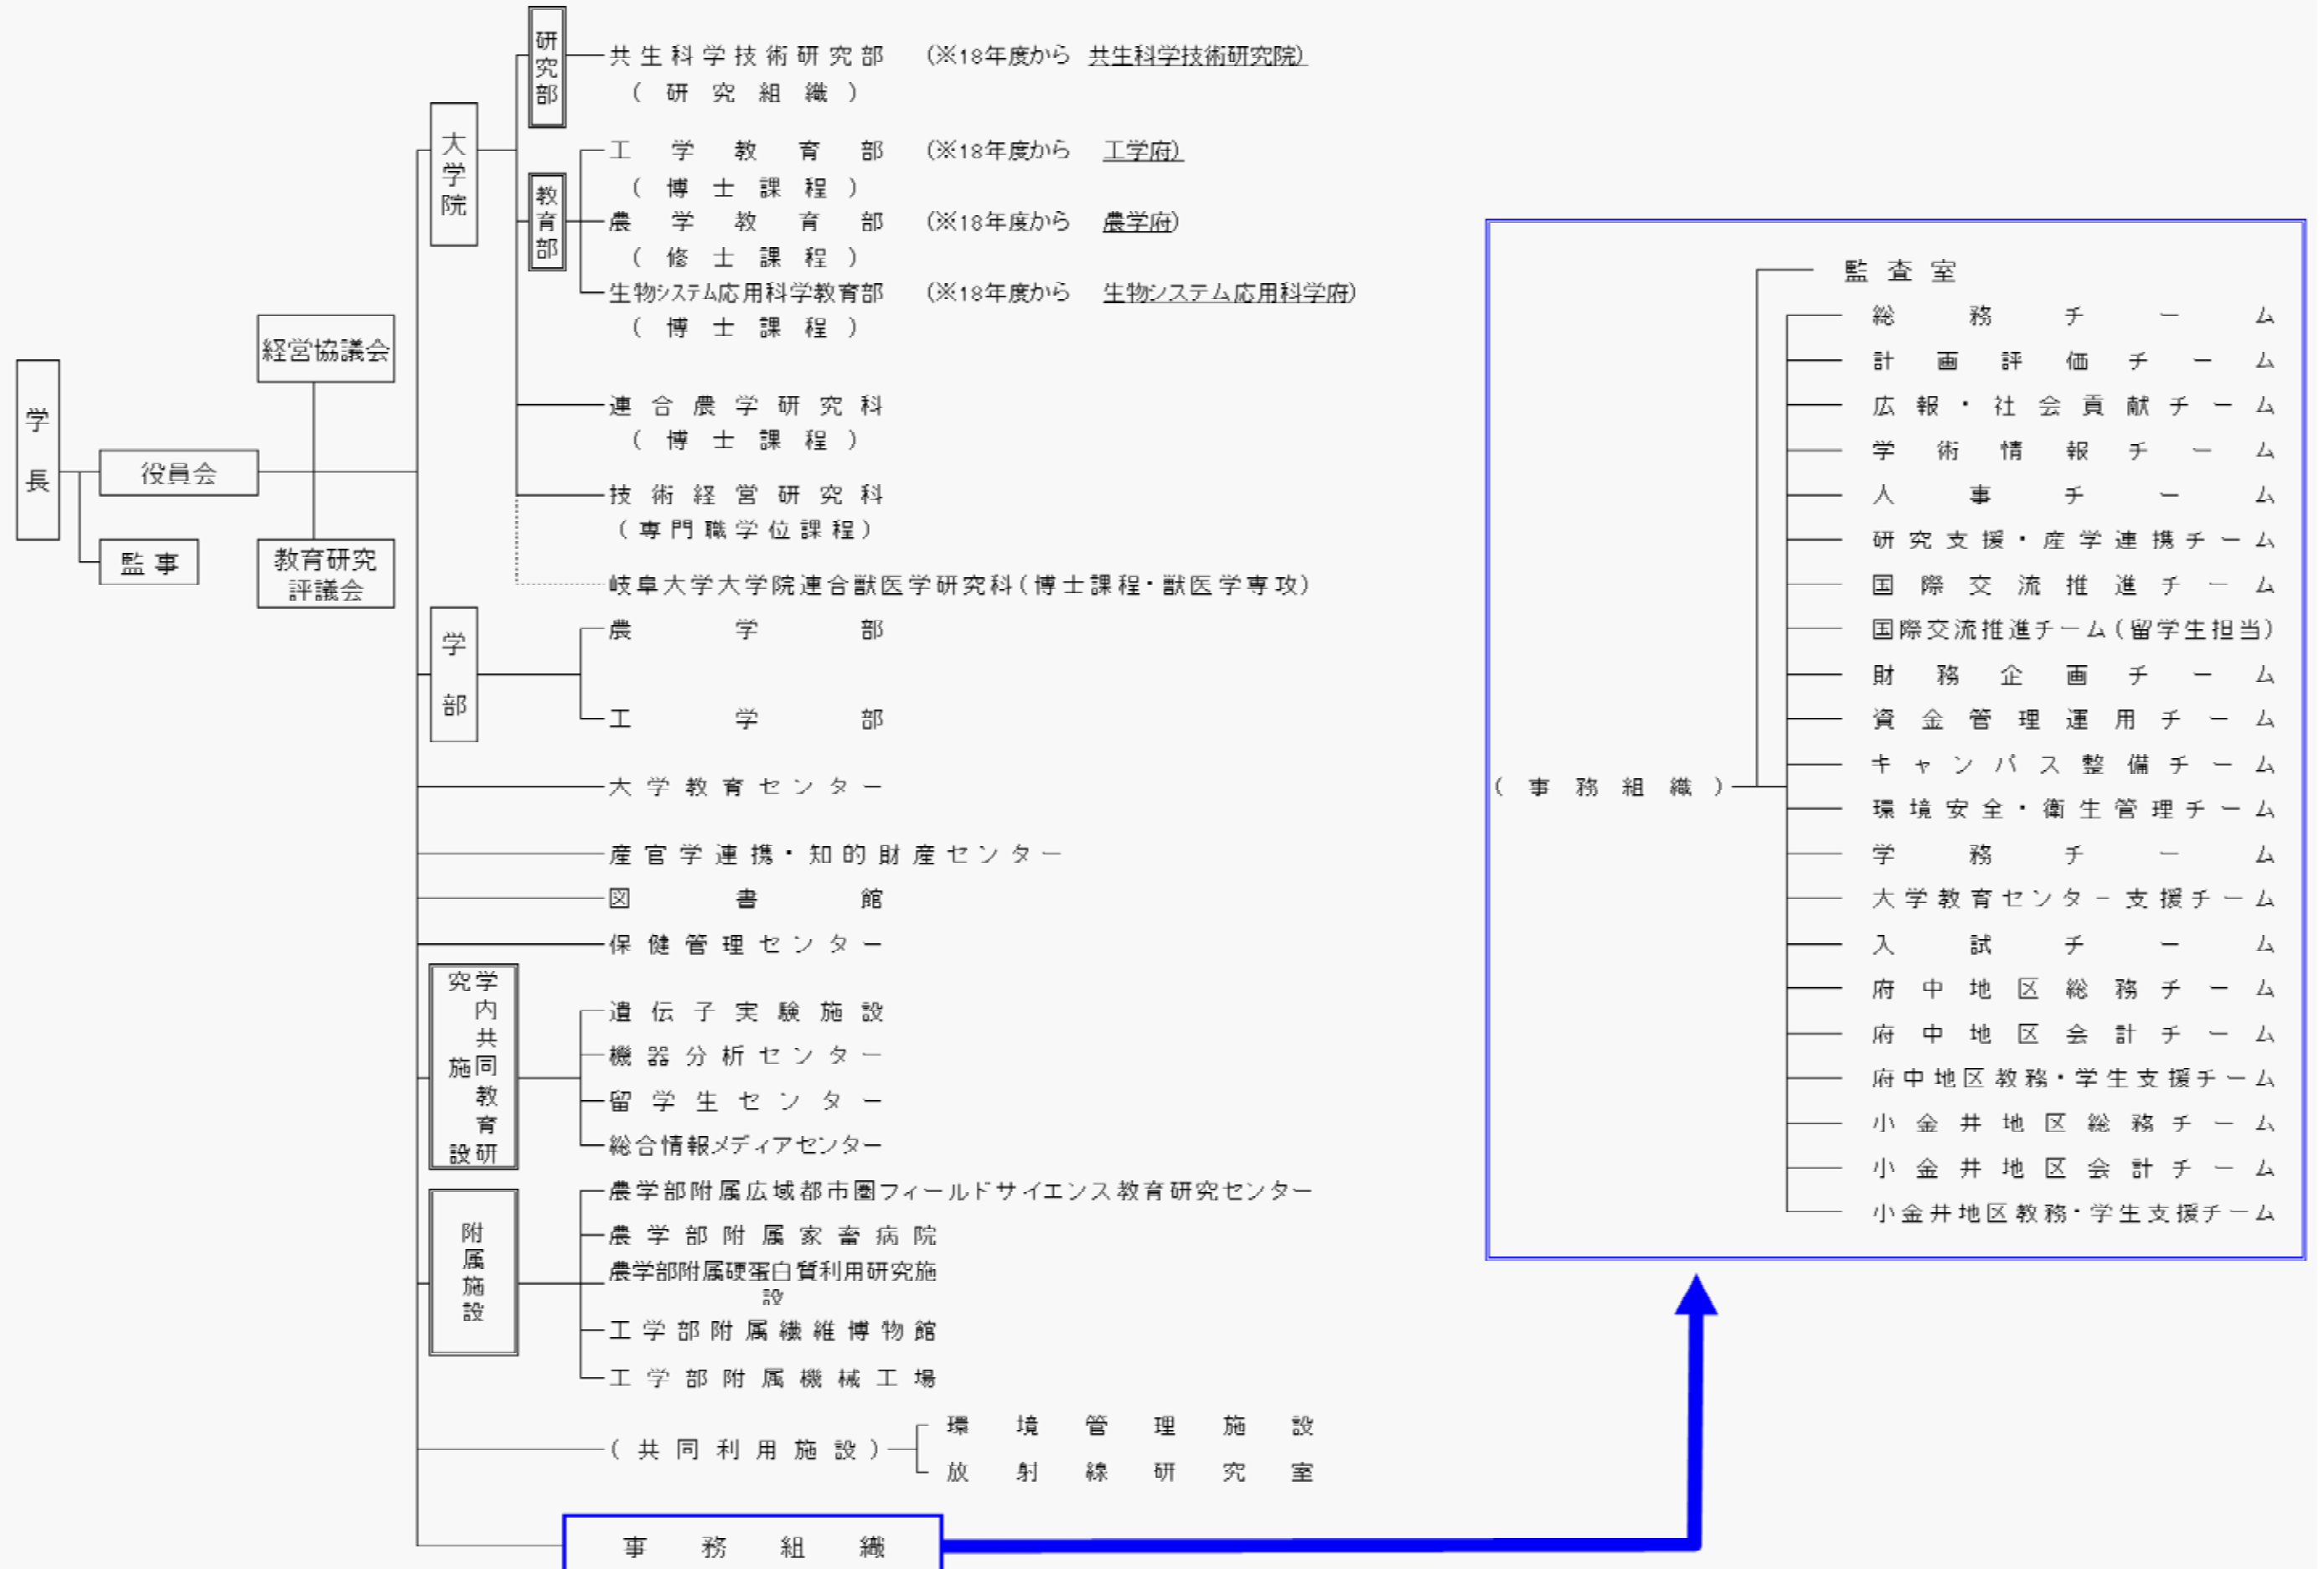 学長
役員会
監事
経営協議会
教育研究
評議会
大学院
研究部
共生科学技術研究部 (※18年度から 共生科学技術研究院)
(研究組織)
教育部
工学教育部 (※18年度から 工学府)
(博士課程)
農学教育部 (※18年度から 農学府)
(修士課程)
生物システム応用科学教育部 (※18年度から 生物システム応用科学府)
(博士課程)
連合農学研究科
(博士課程)
技術経営研究科
(専門職学位課程)
岐阜大学大学院連合獣医学研究科(博士課程・獣医学専攻)
学部
農学部
工学部
大学教育センター
産官学連携・知的財産センター
図書館
保健管理センター
学内共同教育研
究施設
遺伝子実験施設
機器分析センター
留学生センター
総合情報メディアセンター
附属施設
農学部附属広域都市圏フィールドサイエンス教育研究センター
農学部附属家畜病院
農学部附属硬蛋白質利用研究施
設
工学部附属繊維博物館
工学部附属機械工場
(共同利用施設)
環境管理施設
放射線研究室
事務組織
(事務組織)
監査室
総務チーム
計画評価チーム
広報・社会貢献チーム
学術情報チーム
人事チーム
研究支援・産学連携チーム
国際交流推進チーム
国際交流推進チーム(留学生担当)
財務企画チーム
資金管理運用チーム
キャンパス整備チーム
環境安全・衛生管理チーム
学務チーム
大学教育センター支援チーム
入試チーム
府中地区総務チーム
府中地区会計チーム
府中地区教務・学生支援チーム
小金井地区総務チーム
小金井地区会計チーム
小金井地区教務・学生支援チーム